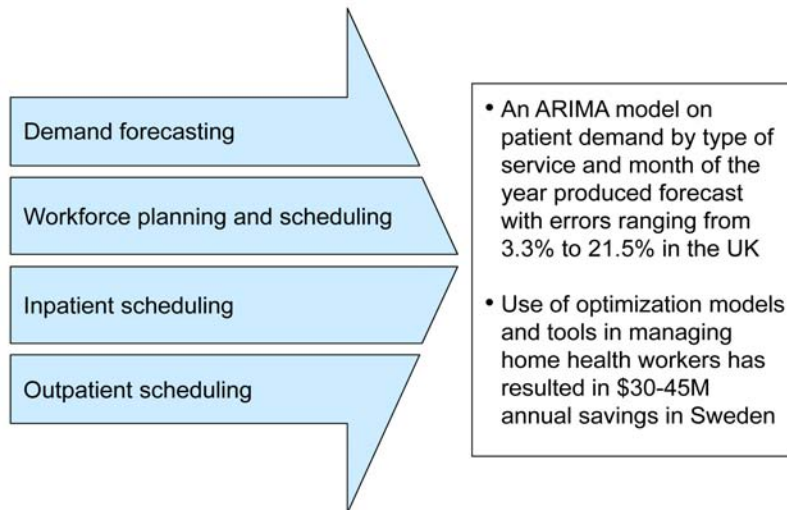 Demand forecasting
Workforce planning and scheduling
Inpatient scheduling
Outpatient scheduling
• An ARIMA model on
patient demand by type of
service and month of the
year produced forecast
with errors ranging from
3.3% to 21.5% in the UK
• Use of optimization models
and tools in managing
home health workers has
resulted in $30-45M
annual savings in Sweden